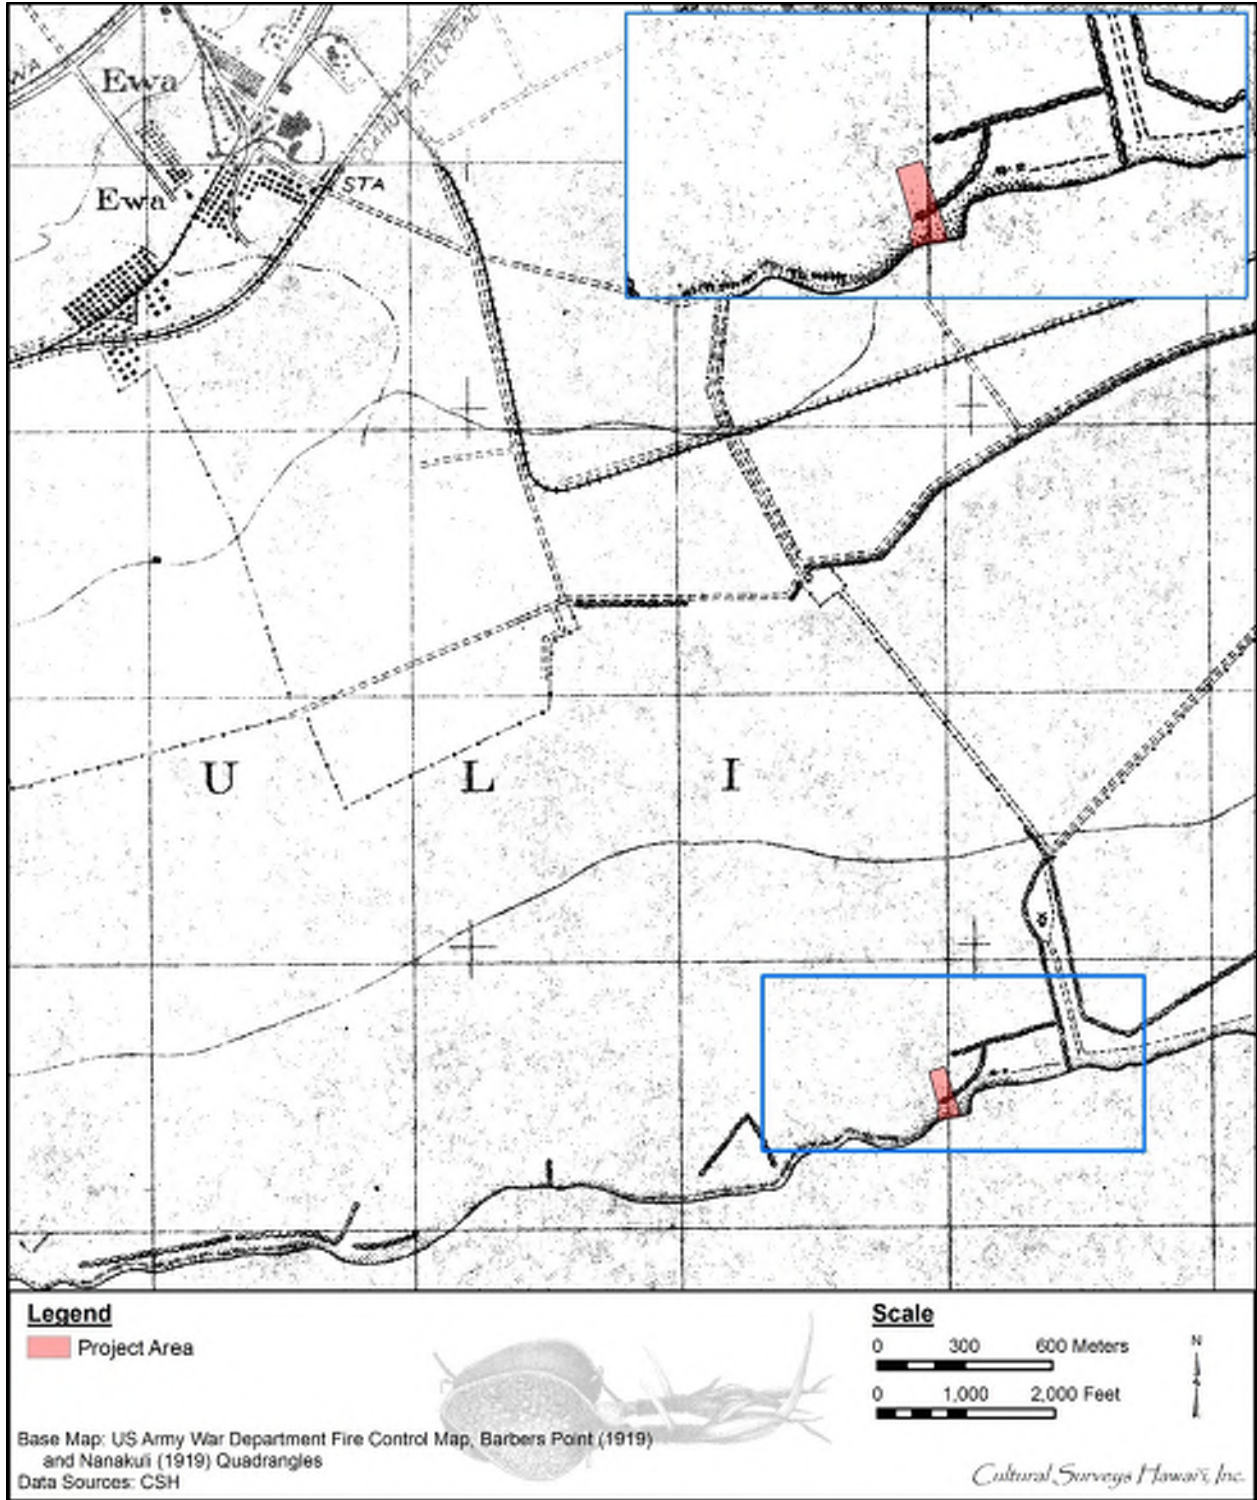 WA
Ewa
OAHU RAILROAD
Ewa
STA
U L I
Legend
Project Area
Scale
0 300 600 Meters
0 1,000 2,000 Feet
N
Base Map: US Army War Department Fire Control Map, Barbers Point (1919)
and Nanakuli (1919) Quadrangles
Data Sources: CSH
Cultural Surveys Hawai‘i, Inc.